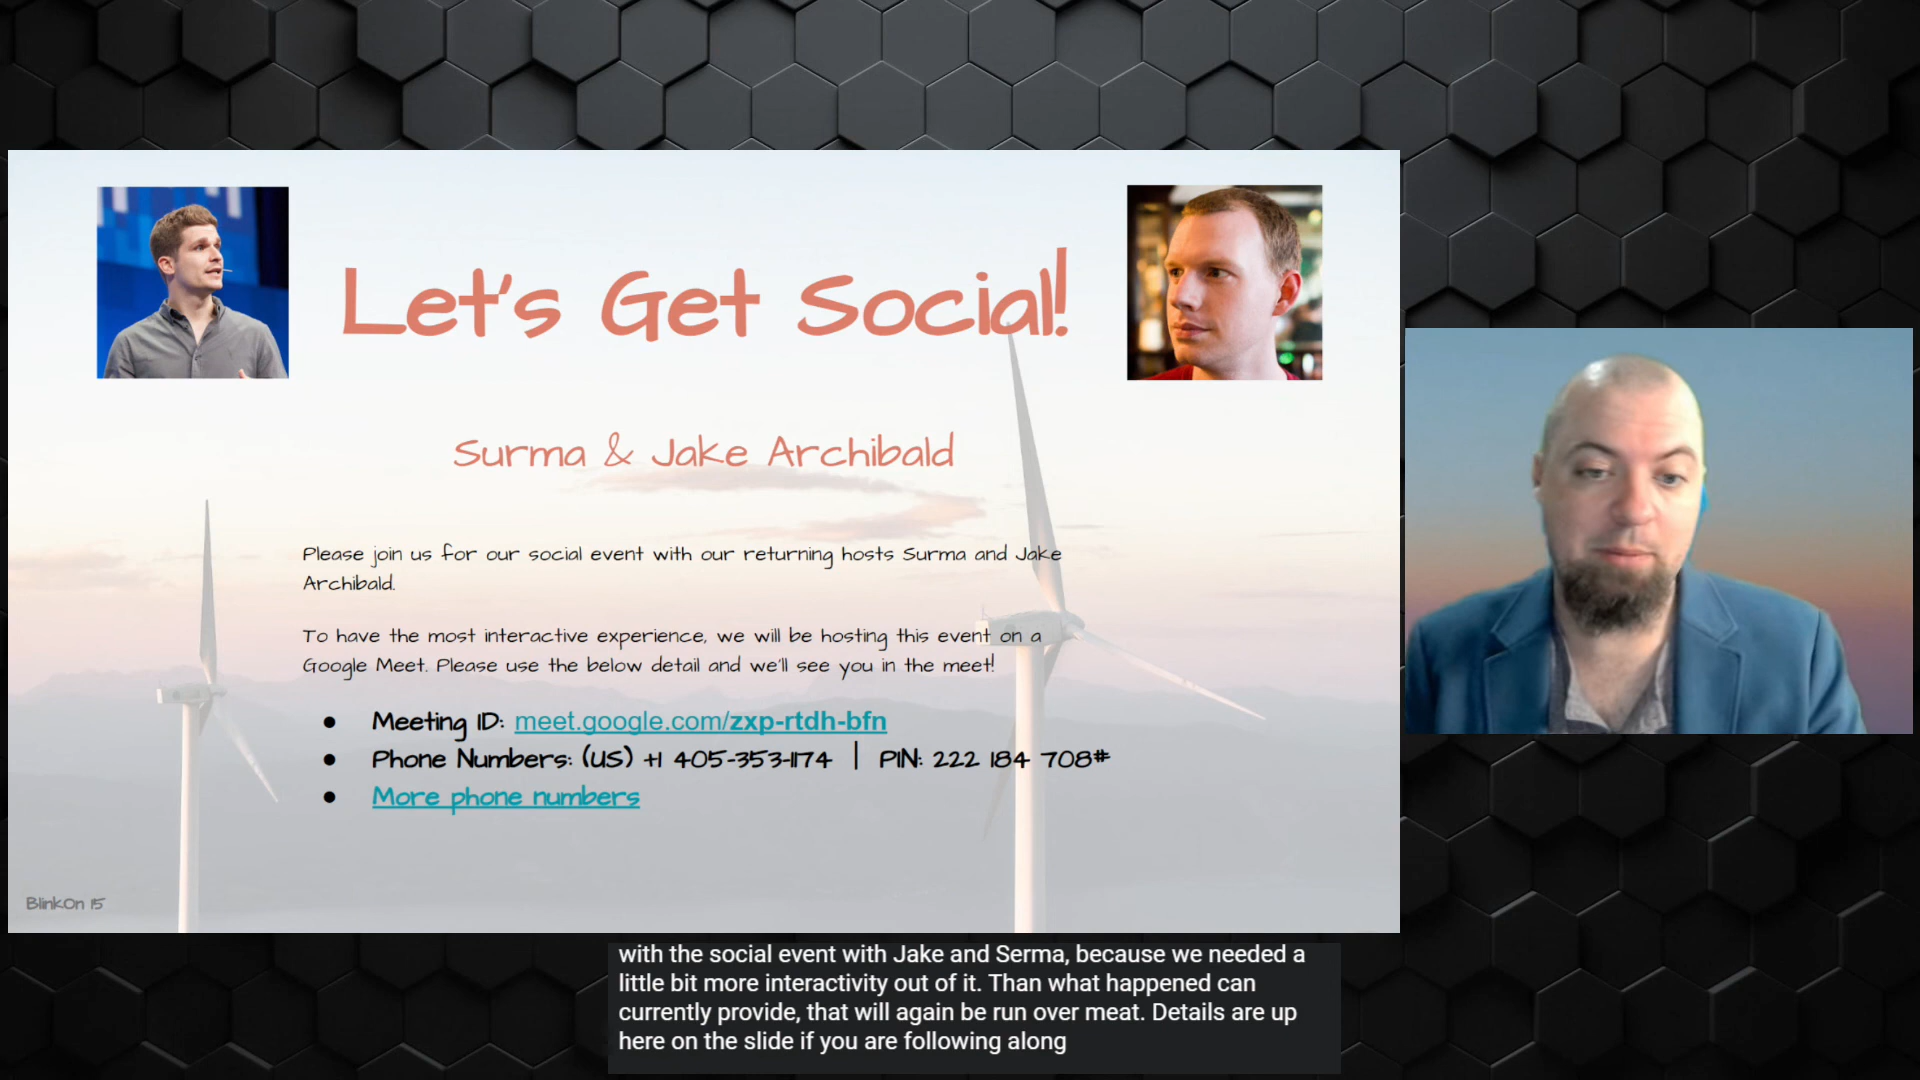 Let's Get Social!
Surma & Jake Archibald
Please join us for our social event with our returning hosts Surma and Jake
Archibald.
To have the most interactive experience, we will be hosting this event on a
Google Meet. Please use the below detail and we'll see you in the meet!
● Meeting ID: meet.google.com/zxp-rtdh-bfn
● Phone Numbers: (US) +1 405-353-1174 | PIN: 222 184 708#
● More phone numbers
BlinkOn 15
with the social event with Jake and Serma, because we needed a
little bit more interactivity out of it. Than what happened can
currently provide, that will again be run over meat. Details are up
here on the slide if you are following along